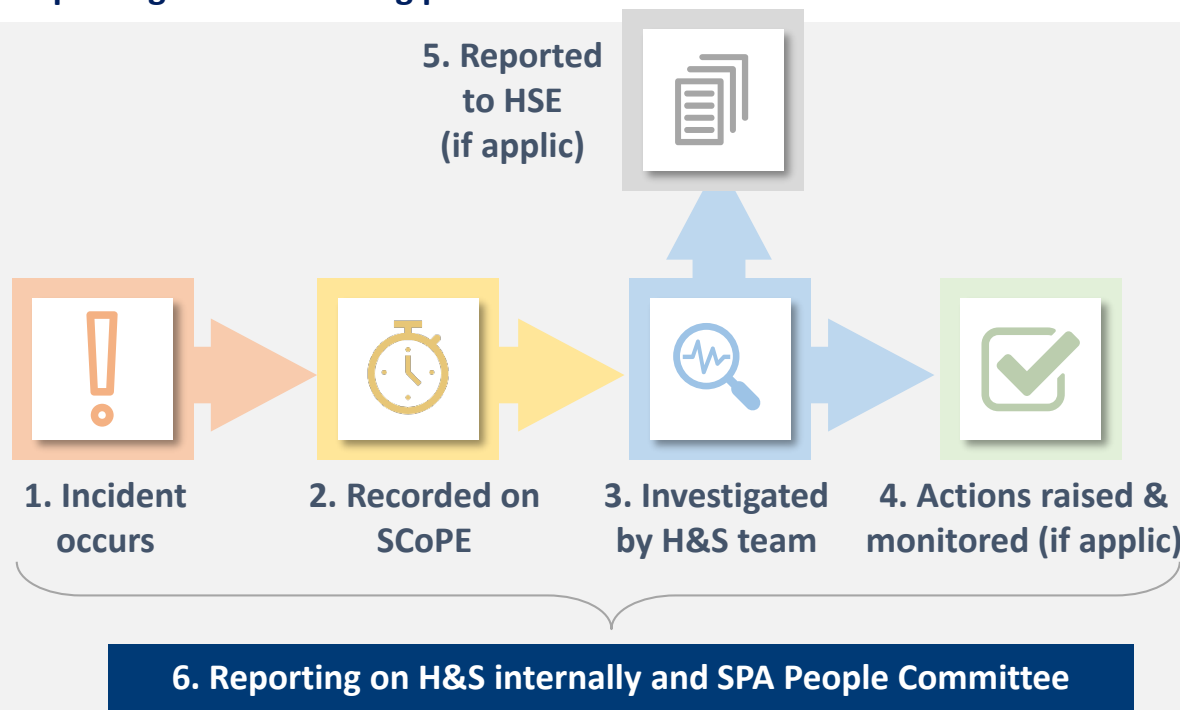 5. Reported
to HSE
(if applic)
1. Incident
occurs
2. Recorded on
SCoPE
3. Investigated
by H&S team
4. Actions raised &
monitored (if applic)
6. Reporting on H&S internally and SPA People Committee